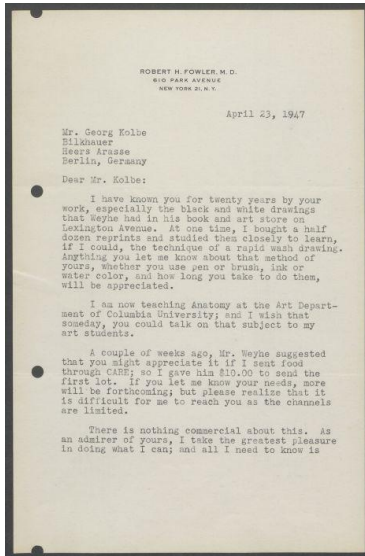 ROBERT H. FOWLER, M. D.
610 PARK AVENUE
NEW YORK 21, N. Y.
April 23, 1947
Mr. Georg Kolbe
Bilkhauer
Heers Arasse
Berlin, Germany
Dear Mr. Kolbe:
I have known you for twenty years by your
work, especially the black and white drawings
that Weyhe had in his book and art store on
Lexington Avenue. At one time, I bought a half
dozen reprints and studied them closely to learn,
if I could, the technique of a rapid wash drawing.
Anything you let me know about that method of
yours, whether you use pen or brush, ink or
water color, and how long you take to do them,
will be appreciated.
I am now teaching Anatomy at the Art Depart-
ment of Columbia University; and I wish that
someday, you could talk on that subject to my
art students.
A couple of weeks ago, Mr. Weyhe suggested
that you might appreciate it if I sent food
through CARE; so I gave him $10.00 to send the
first lot. If you let me know your needs, more
will be forthcoming; but please realize that it
is difficult for me to reach you as the channels
are limited.
There is nothing commercial about this. As
an admirer of yours, I take the greatest pleasure
in doing what I can; and all I need to know is